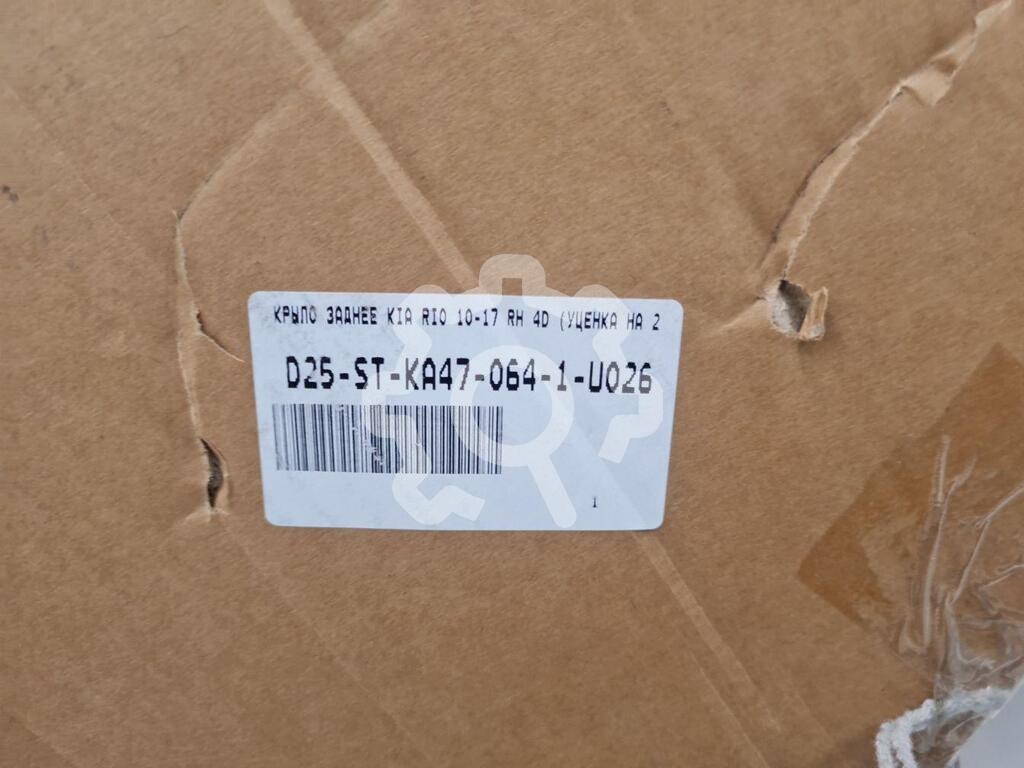 КРЫЛО ЗАДНЕЕ KIA RIO 10-17 RH 4D (УЦЕНКА НА 2
D25-ST-KA47-064-1-U026
1